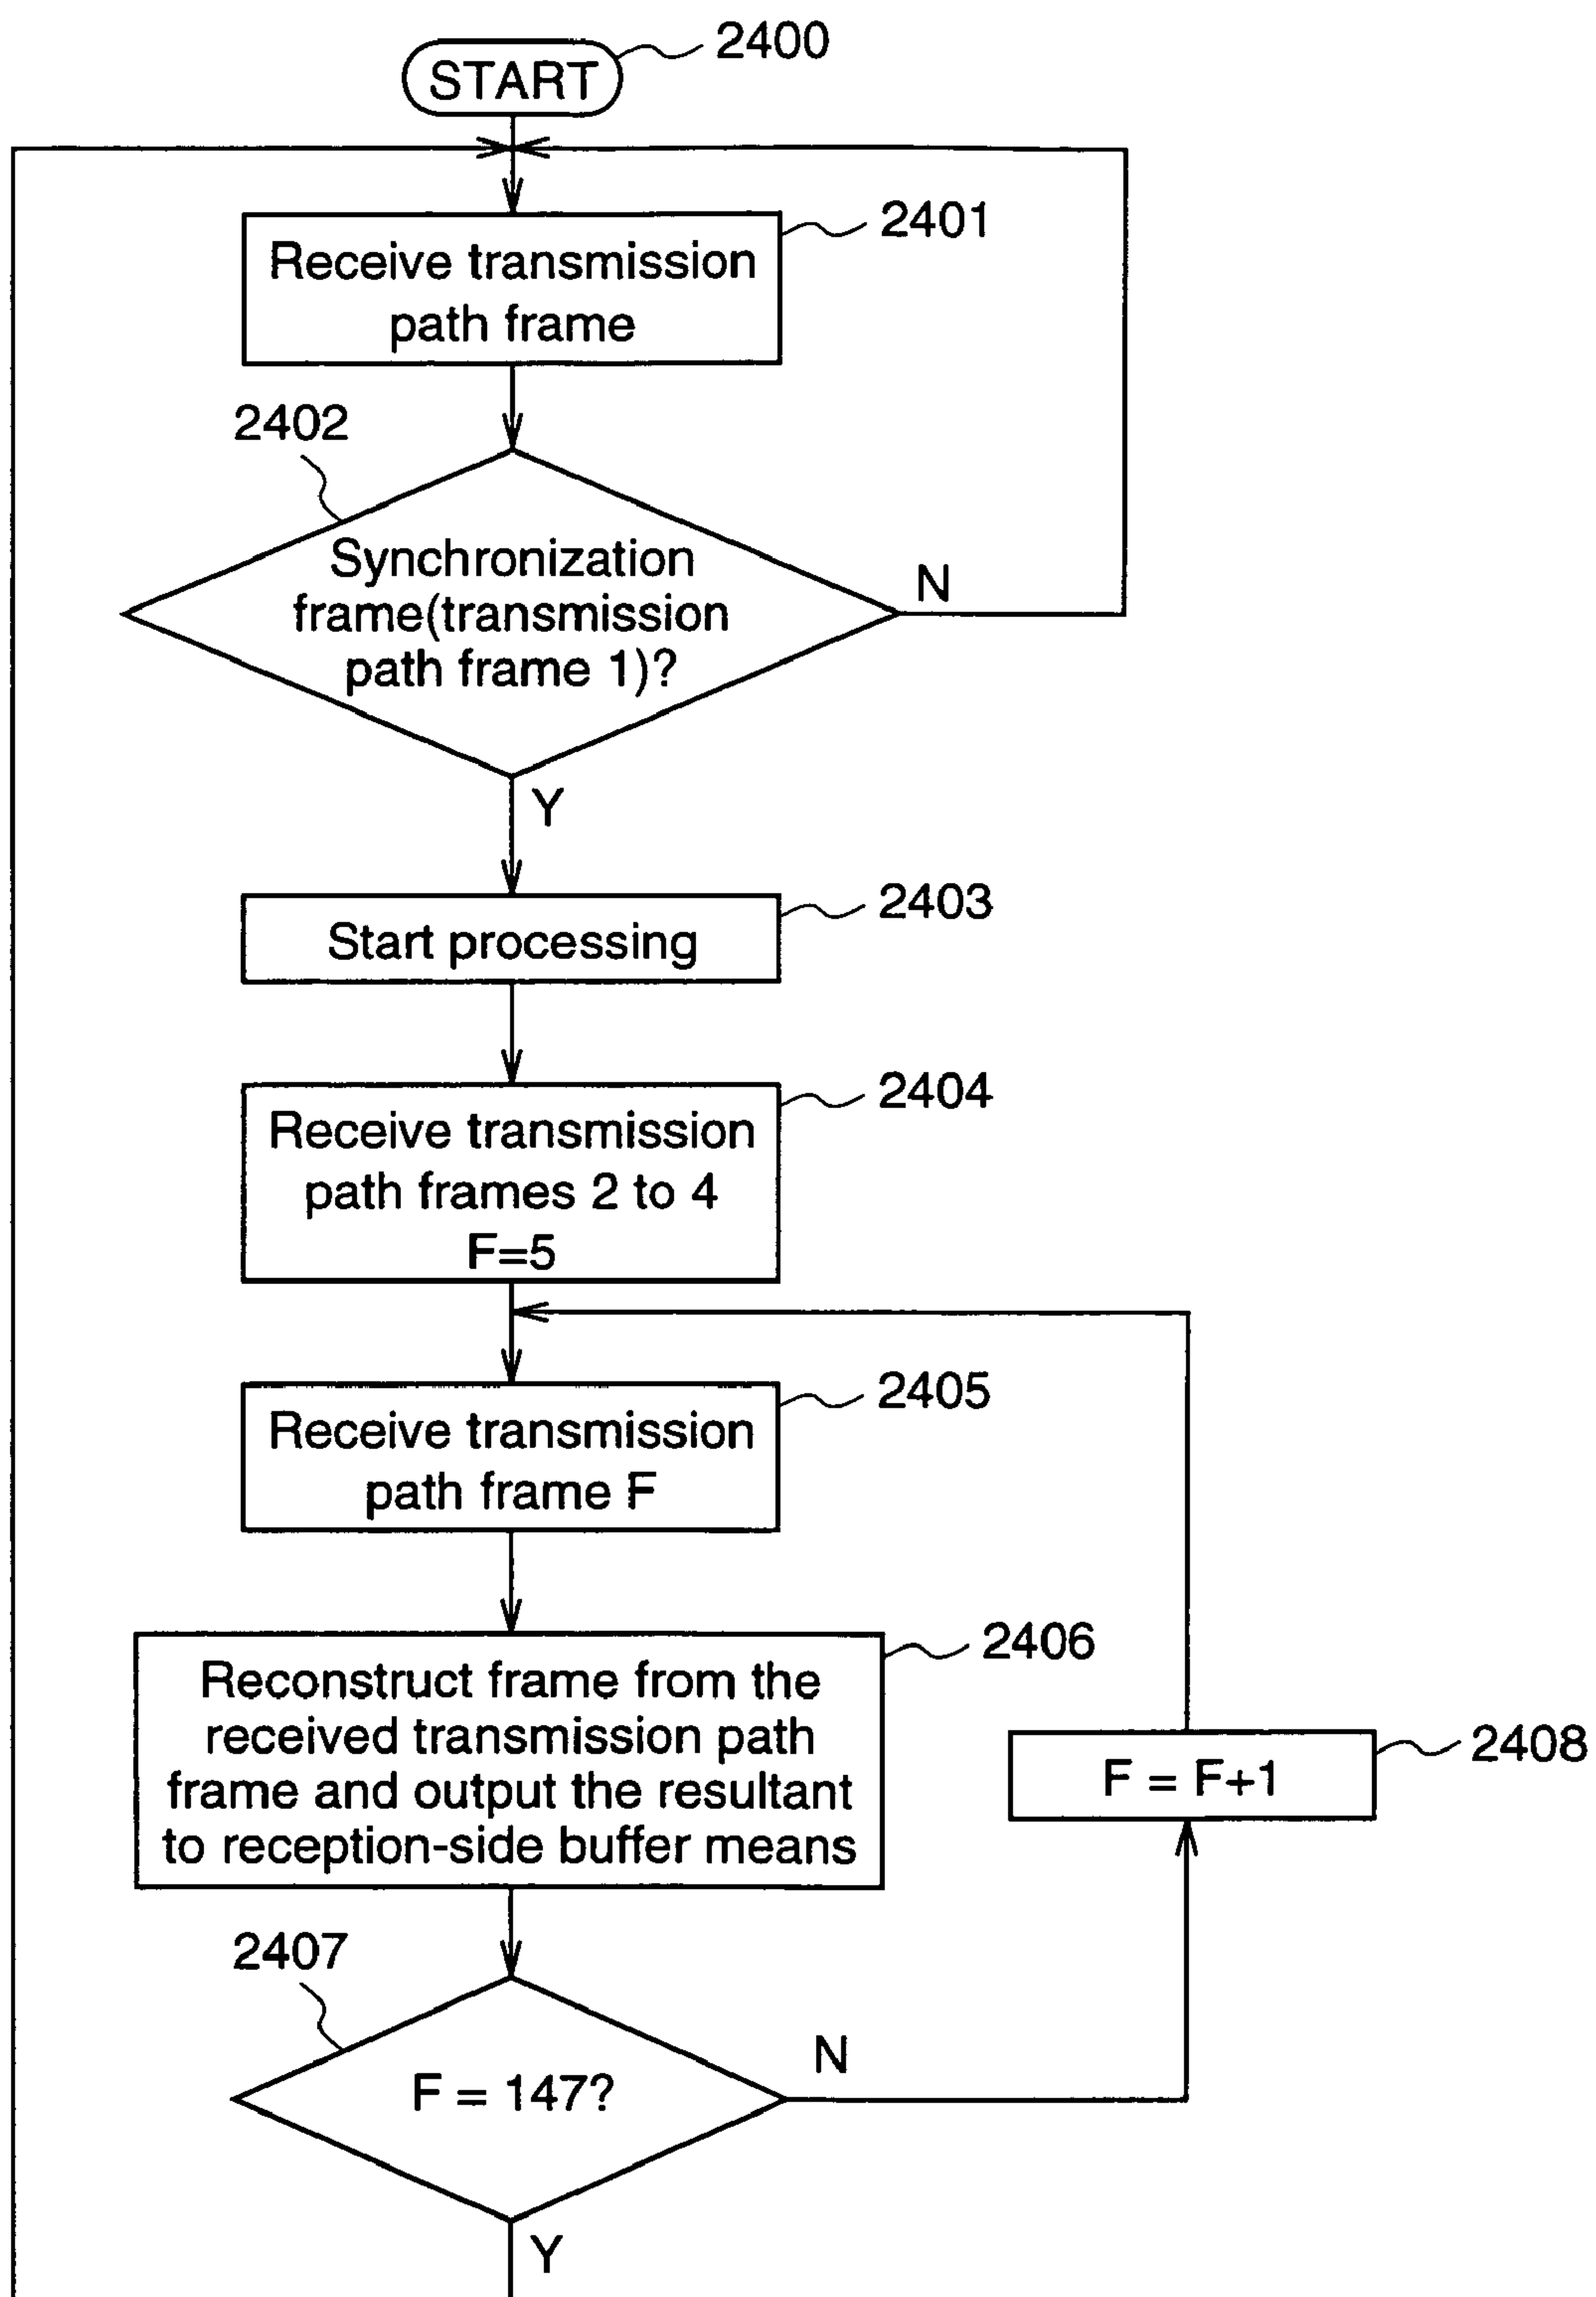 2400
START
2401
Receive transmission
path frame
2402
Synchronization
frame(transmission
path frame 1)?
N
Y
2403
Start processing
2404
Receive transmission
path frames 2 to 4
F=5
2405
Receive transmission
path frame F
2406
Reconstruct frame from the
received transmission path
frame and output the resultant
to reception-side buffer means
2408
F = F+1
2407
F = 147?
N
Y